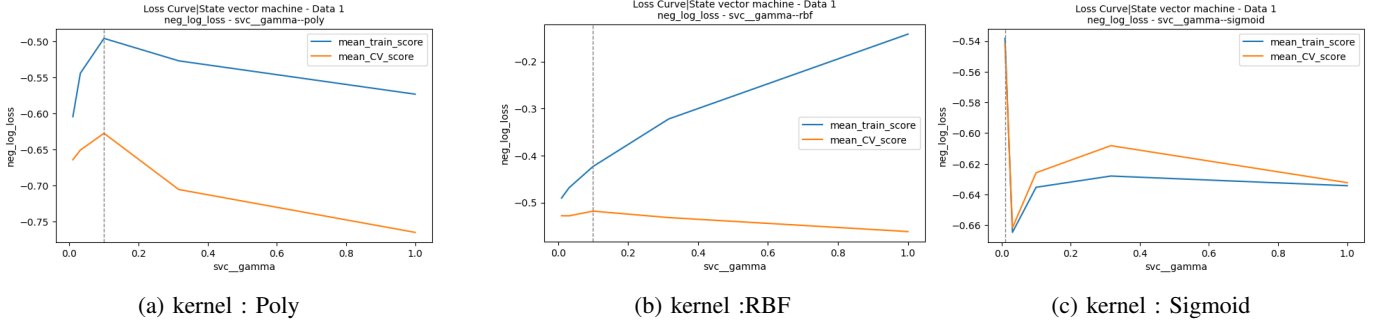 Loss Curve|State vector machine - Data 1
neg_log_loss - svc__gamma--poly
mean_train_score
mean_CV_score
neg_log_loss
−0.50
−0.55
−0.60
−0.65
−0.70
−0.75
0.0 0.2 0.4 0.6 0.8 1.0
svc__gamma
(a) kernel : Poly
Loss Curve|State vector machine - Data 1
neg_log_loss - svc__gamma--rbf
mean_train_score
mean_CV_score
neg_log_loss
−0.2
−0.3
−0.4
−0.5
0.0 0.2 0.4 0.6 0.8 1.0
svc__gamma
(b) kernel :RBF
Loss Curve|State vector machine - Data 1
neg_log_loss - svc__gamma--sigmoid
mean_train_score
mean_CV_score
neg_log_loss
−0.54
−0.56
−0.58
−0.60
−0.62
−0.64
−0.66
0.0 0.2 0.4 0.6 0.8 1.0
svc__gamma
(c) kernel : Sigmoid